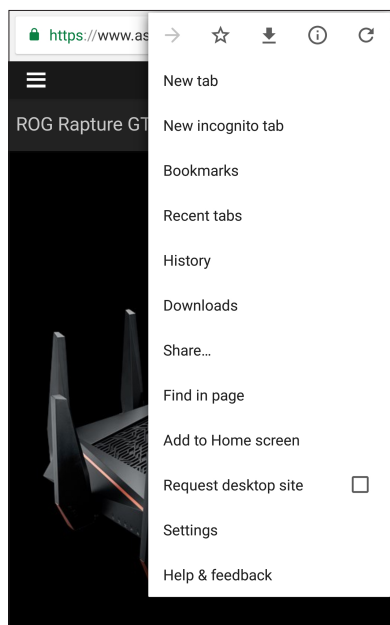 https://www.as
New tab
ROG Rapture GT
New incognito tab
Bookmarks
Recent tabs
History
Downloads
Share...
Find in page
Add to Home screen
Request desktop site
Settings
Help & feedback